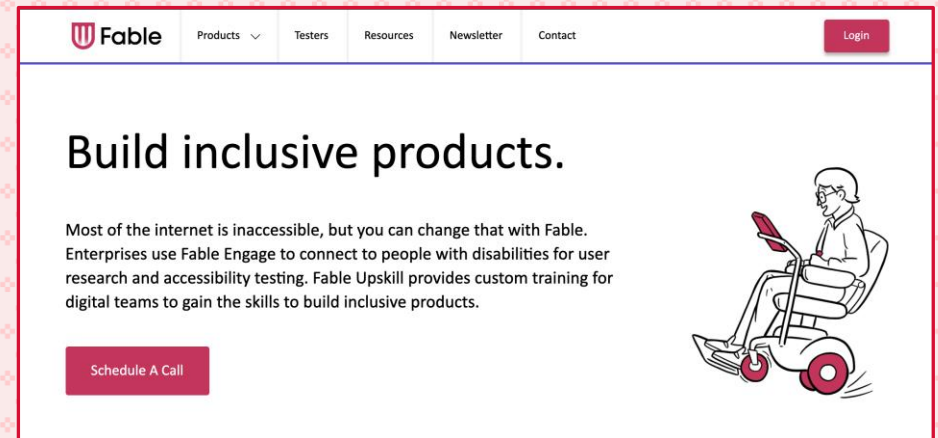 Fable Products Testers Resources Newsletter Contact Login
Build inclusive products.
Most of the internet is inaccessible, but you can change that with Fable.
Enterprises use Fable Engage to connect to people with disabilities for user
research and accessibility testing. Fable Upskill provides custom training for
digital teams to gain the skills to build inclusive products.
Schedule A Call